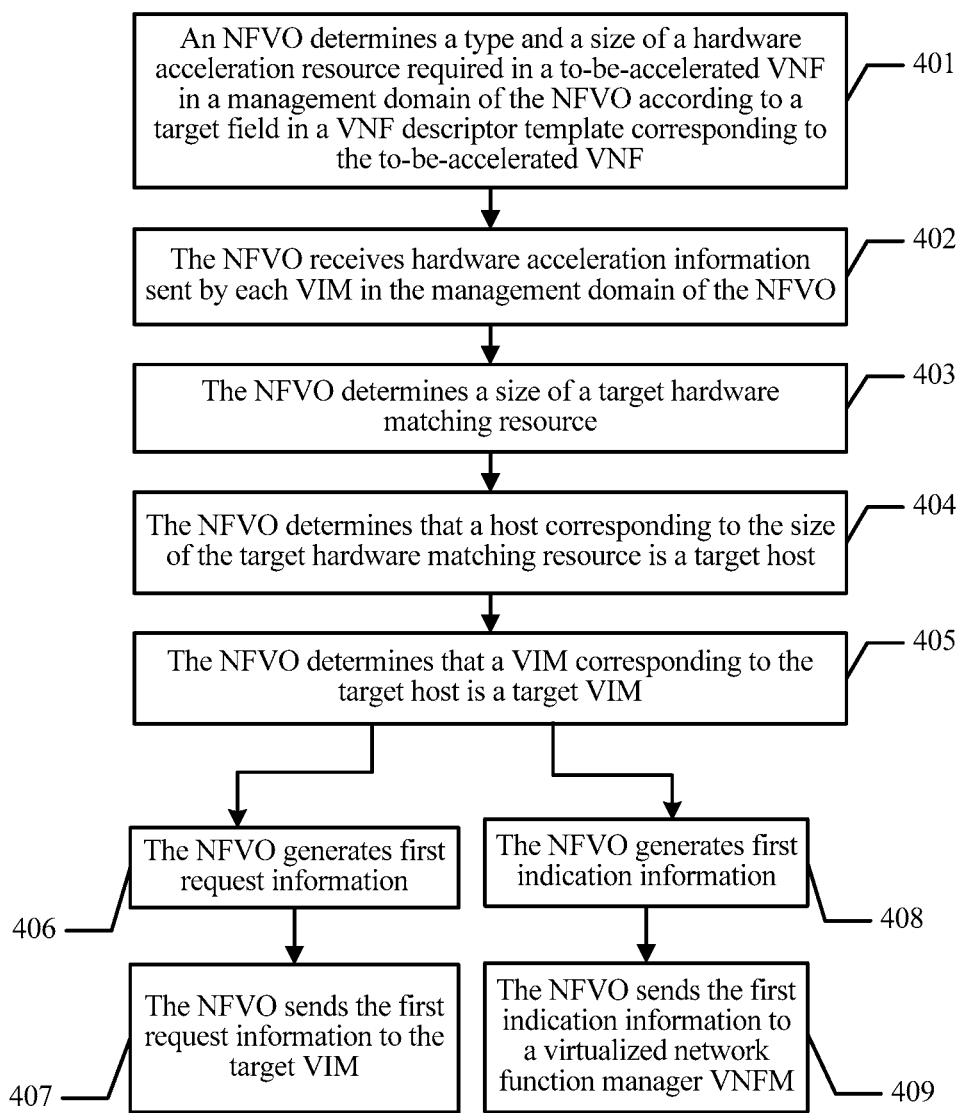 An NFVO determines a type and a size of a hardware
acceleration resource required in a to-be-accelerated VNF
in a management domain of the NFVO according to a
target field in a VNF descriptor template corresponding to
the to-be-accelerated VNF
401
The NFVO receives hardware acceleration information
sent by each VIM in the management domain of the NFVO
402
The NFVO determines a size of a target hardware
matching resource
403
The NFVO determines that a host corresponding to the size
of the target hardware matching resource is a target host
404
The NFVO determines that a VIM corresponding to the
target host is a target VIM
405
The NFVO generates first
request information
406
The NFVO generates first
indication information
408
The NFVO sends the first
request information to the
target VIM
407
The NFVO sends the first
indication information to
a virtualized network
function manager VNFM
409